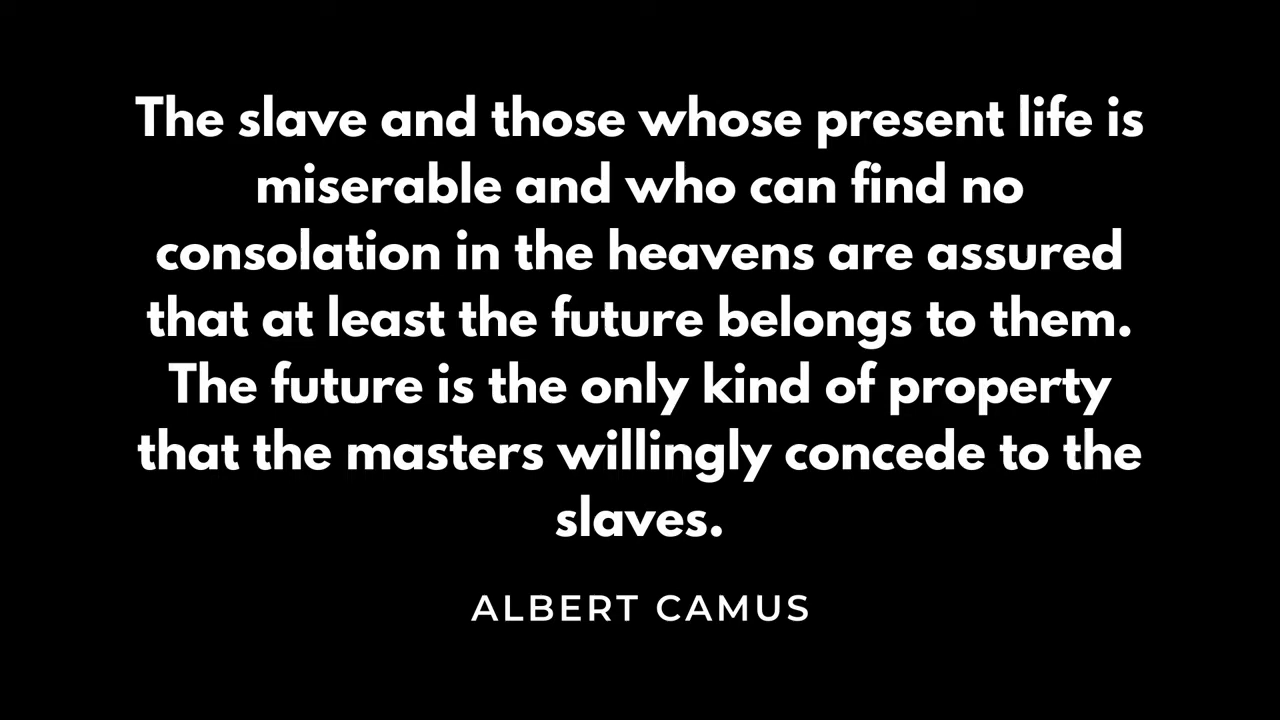 The slave and those whose present life is
miserable and who can find no
consolation in the heavens are assured
that at least the future belongs to them.
The future is the only kind of property
that the masters willingly concede to the
slaves.
ALBERT CAMUS